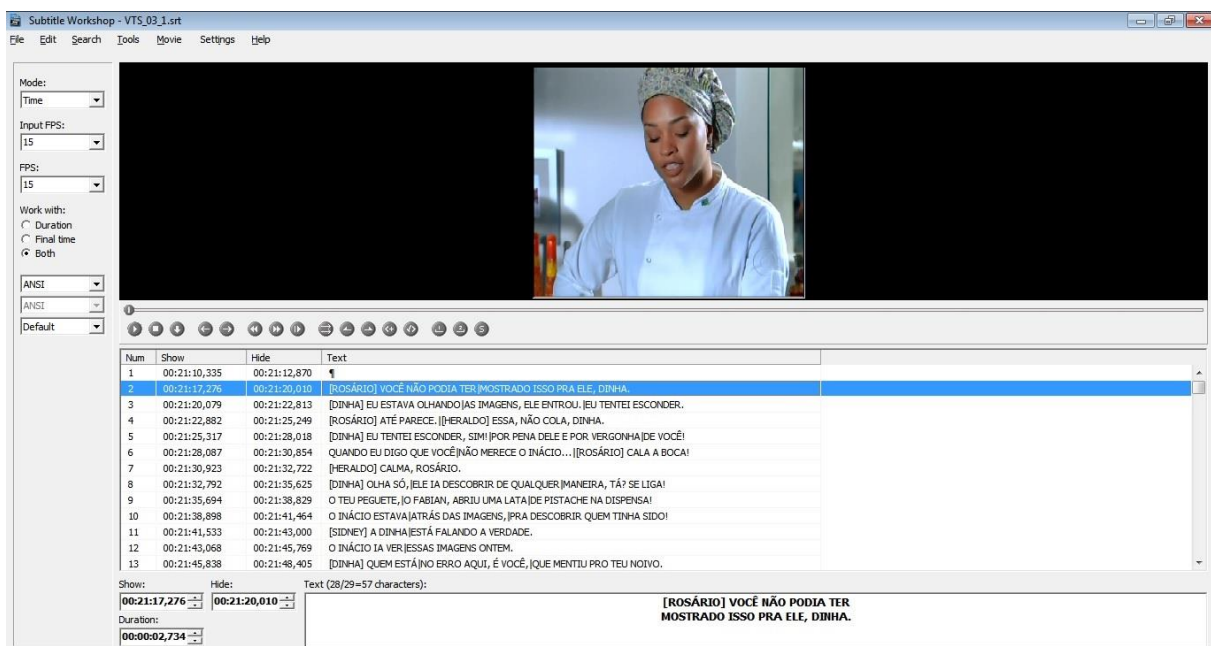 Subtitle Workshop - VTS_03_1.srt
File Edit Search Tools Movie Settings Help
Mode:
Time
Input FPS:
15
FPS:
15
Work with:
Duration
Final time
Both
ANSI
ANSI
Default
Num Show Hide Text
1 00:21:10,335 00:21:12,870 ¶
2 00:21:17,276 00:21:20,010 [ROSÁRIO] VOCÊ NÃO PODIA TER|MOSTRADO ISSO PRA ELE, DINHA.
3 00:21:20,079 00:21:22,813 [DINHA] EU ESTAVA OLHANDO|AS IMAGENS, ELE ENTROU.|EU TENTEI ESCONDER.
4 00:21:22,882 00:21:25,249 [ROSÁRIO] ATÉ PARECE.|[HERALDO] ESSA, NÃO COLA, DINHA.
5 00:21:25,317 00:21:28,018 [DINHA] EU TENTEI ESCONDER, SIM!|POR PENA DELE E POR VERGONHA|DE VOCÊ!
6 00:21:28,087 00:21:30,854 QUANDO EU DIGO QUE VOCÊ|NÃO MERECE O INÁCIO...|[ROSÁRIO] CALA A BOCA!
7 00:21:30,923 00:21:32,722 [HERALDO] CALMA, ROSÁRIO.
8 00:21:32,792 00:21:35,625 [DINHA] OLHA SÓ,|ELE IA DESCOBRIR DE QUALQUER|MANEIRA, TÁ? SE LIGA!
9 00:21:35,694 00:21:38,829 O TEU PEGUETE,|O FABIAN, ABRIU UMA LATA|DE PISTACHE NA DISPENSA!
10 00:21:38,898 00:21:41,464 O INÁCIO ESTAVA|ATRÁS DAS IMAGENS,|PRA DESCOBRIR QUEM TINHA SIDO!
11 00:21:41,533 00:21:43,000 [SIDNEY] A DINHA|ESTÁ FALANDO A VERDADE.
12 00:21:43,068 00:21:45,769 O INÁCIO IA VER|ESSAS IMAGENS ONTEM.
13 00:21:45,838 00:21:48,405 [DINHA] QUEM ESTÁ|NO ERRO AQUI, É VOCÊ,|QUE MENTIU PRO TEU NOIVO.
Show: Hide: Text (28/29=57 characters):
00:21:17,276 00:21:20,010
Duration:
00:00:02,734
[ROSÁRIO] VOCÊ NÃO PODIA TER
MOSTRADO ISSO PRA ELE, DINHA.